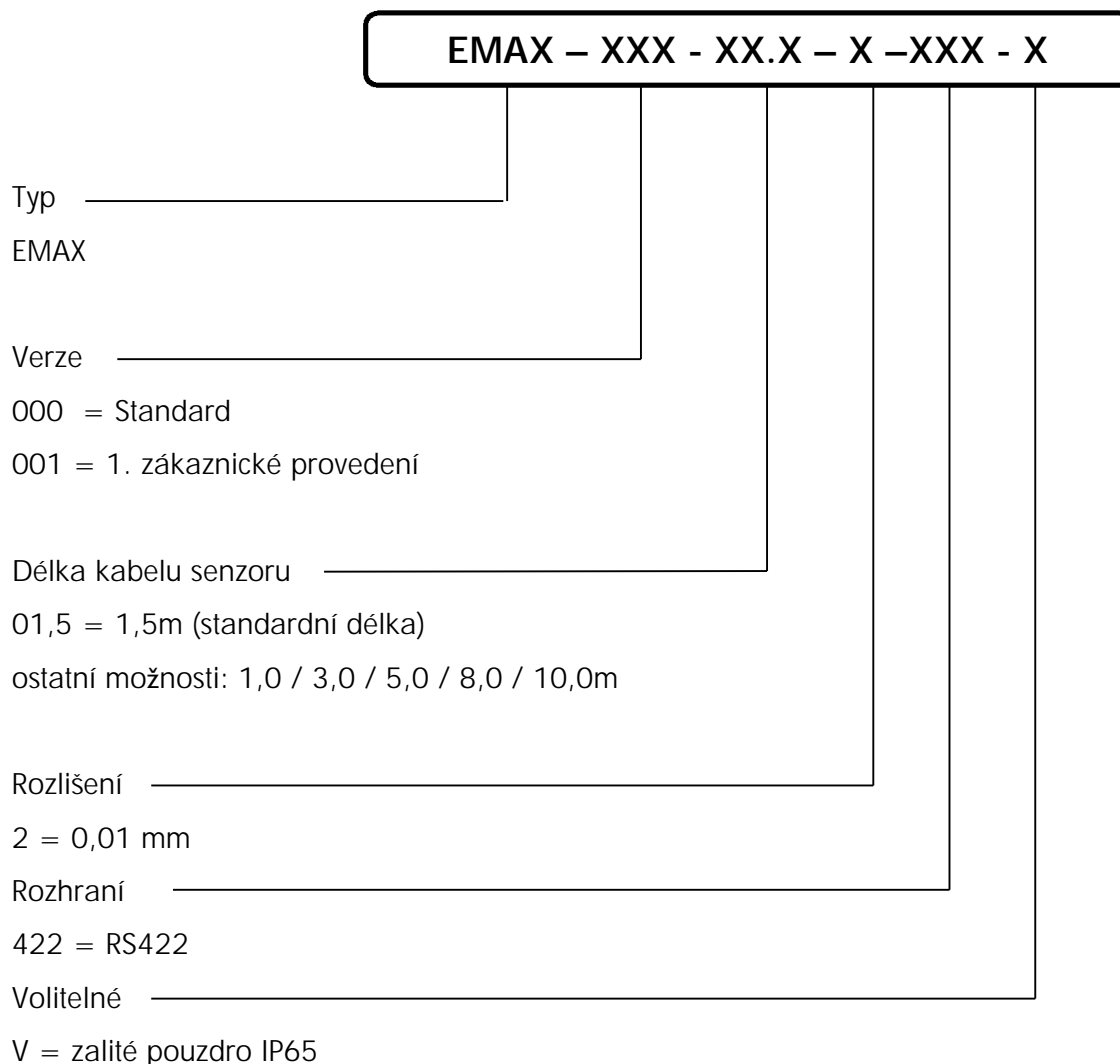 EMAX – XXX - XX.X – X –XXX - X
Typ
EMAX
Verze
000 = Standard
001 = 1. zákaznické provedení
Délka kabelu senzoru
01,5 = 1,5m (standardní délka)
ostatní možnosti: 1,0 / 3,0 / 5,0 / 8,0 / 10,0m
Rozlišení
2 = 0,01 mm
Rozhraní
422 = RS422
Volitelné
V = zalité pouzdro IP65